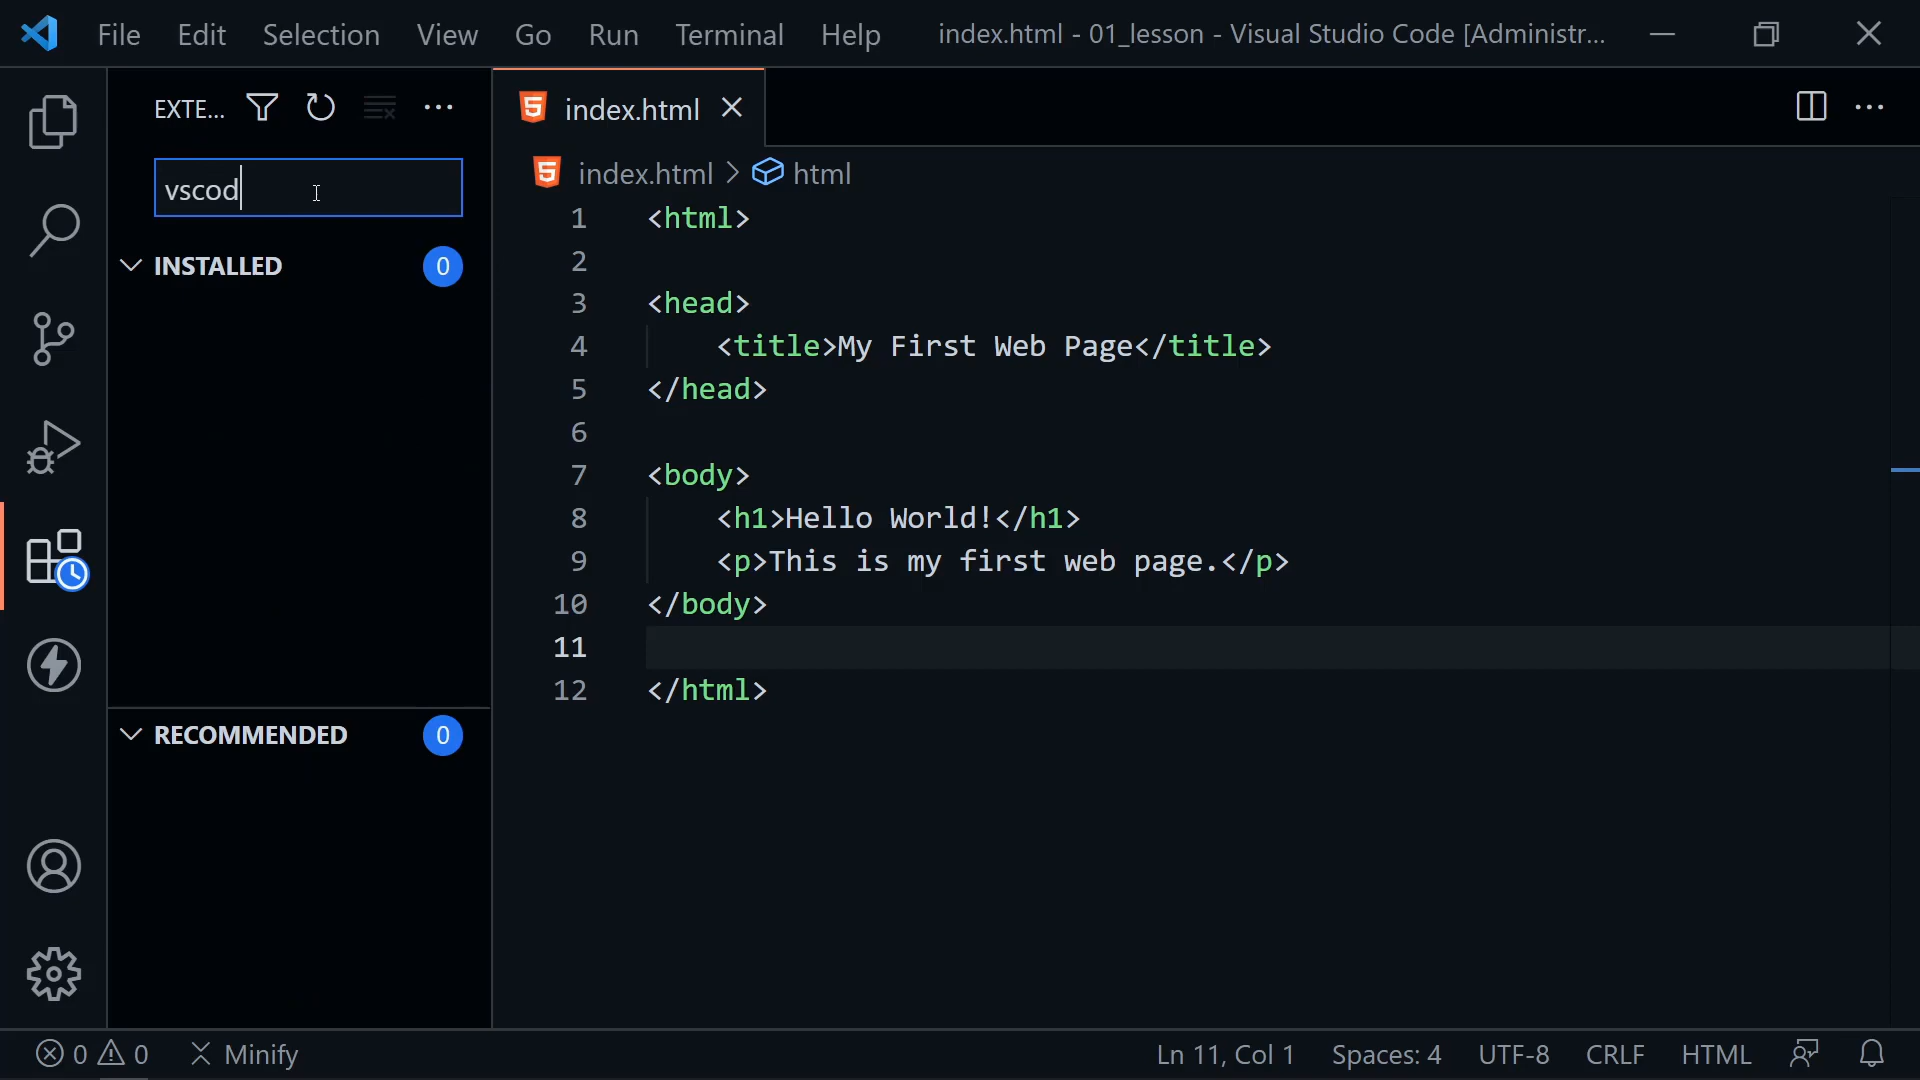 File Edit Selection View Go Run Terminal Help index.html - 01_lesson - Visual Studio Code [Administr...
EXTE...
vscod
INSTALLED 0
RECOMMENDED 0
index.html
index.html > html
1 <html>
2
3 <head>
4 <title>My First Web Page</title>
5 </head>
6
7 <body>
8 <h1>Hello World!</h1>
9 <p>This is my first web page.</p>
10 </body>
11
12 </html>
0 0 Minify Ln 11, Col 1 Spaces: 4 UTF-8 CRLF HTML